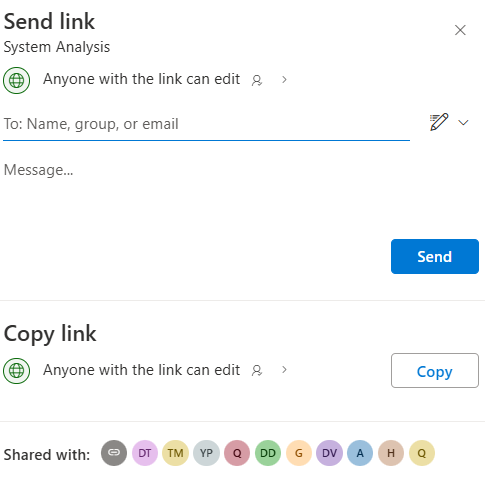 Send link
System Analysis
Anyone with the link can edit
To: Name, group, or email
Message...
Send
Copy link
Anyone with the link can edit
Copy
Shared with: DT TM YP Q DD G DV A H Q